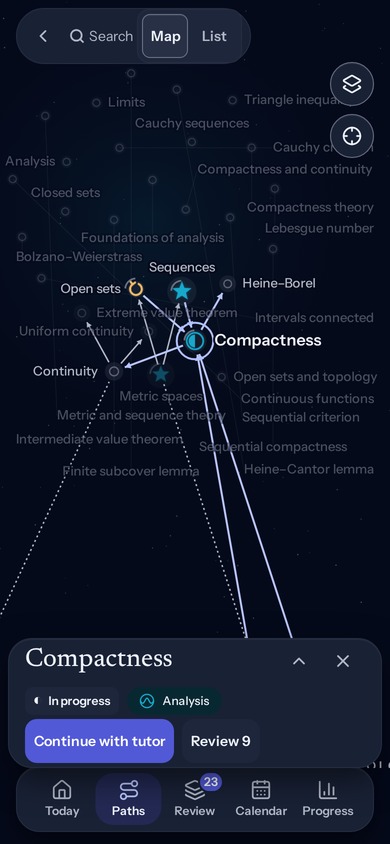 Search
Map
List
Limits
Triangle inequal
Cauchy sequences
Cauchy c
Analysis
Compactness and continuity
Closed sets
Compactness theory
Lebesgue number
Foundations of analysis
Bolzano–Weierstrass
Sequences
Open sets
Heine–Borel
Extreme value theorem
Intervals connected
Uniform continuity
Compactness
Continuity
Open sets and topology
Metric spaces
Continuous functions
Metric and sequence theory
Sequential criterion
Intermediate value theorem
Sequential compactness
Finite subcover lemma
Heine–Cantor lemma
Compactness
In progress
Analysis
Continue with tutor
Review 9
23
Today
Paths
Review
Calendar
Progress